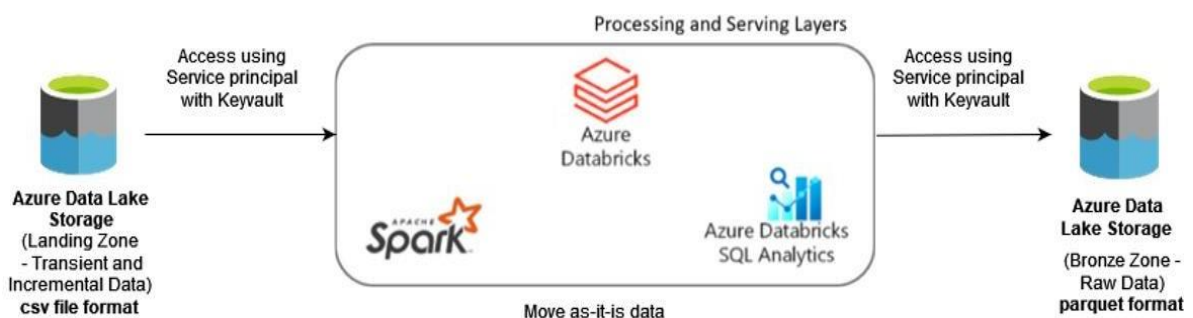 Processing and Serving Layers
Access using
Service principal
with Keyvault
Azure Data Lake
Storage
(Landing Zone
- Transient and
Incremental Data)
csv file format
Azure
Databricks
APACHE
Spark
Azure Databricks
SQL Analytics
Move as-it-is data
Access using
Service principal
with Keyvault
Azure Data
Lake Storage
(Bronze Zone -
Raw Data)
parquet format